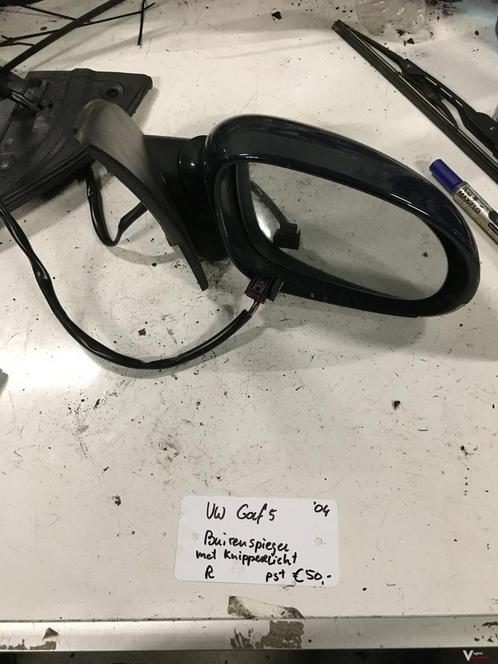 VW Golf 5 '04
Buitenspiegel
met Knipperlicht
R pst €50,-